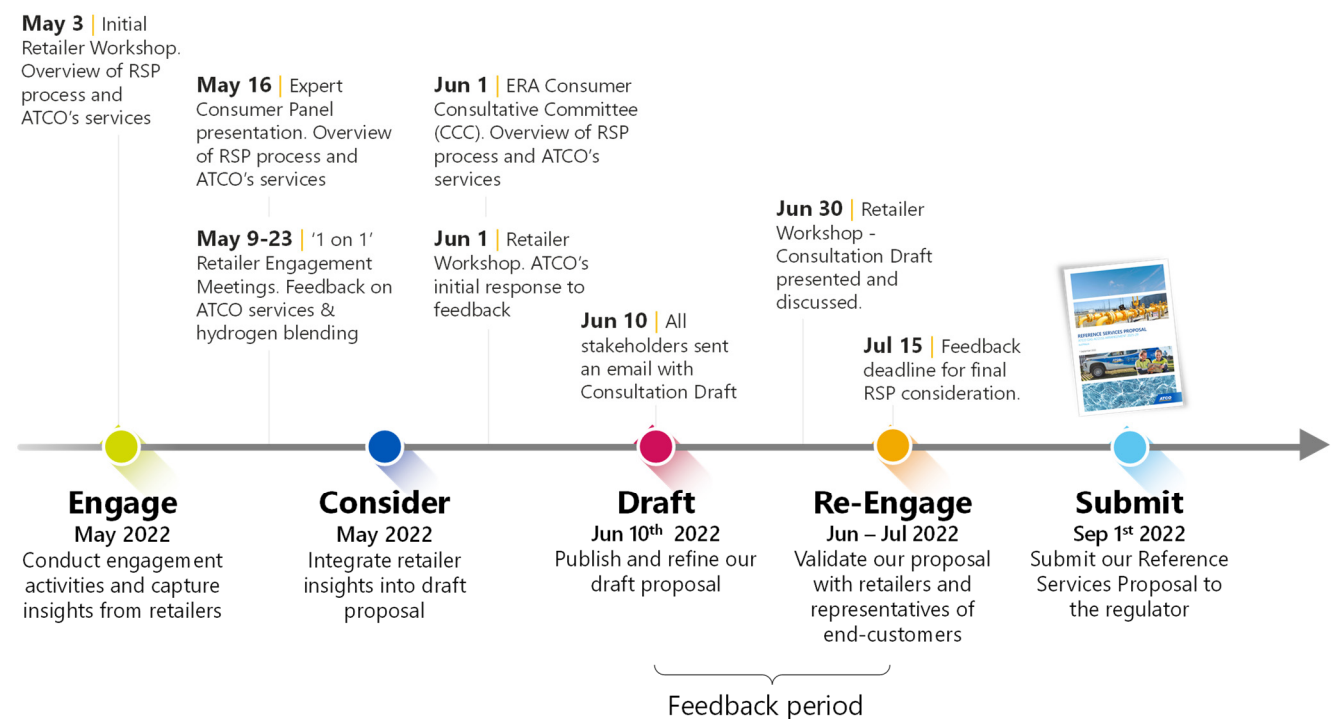 May 3 | Initial
Retailer Workshop.
Overview of RSP
process and
ATCO's services
May 16 | Expert
Consumer Panel
presentation. Overview
of RSP process and
ATCO's services
May 9-23 | ‘1 on 1’
Retailer Engagement
Meetings. Feedback on
ATCO services &
hydrogen blending
Jun 1 | ERA Consumer
Consultative Committee
(CCC). Overview of RSP
process and ATCO's
services
Jun 1 | Retailer
Workshop. ATCO's
initial response to
feedback
Jun 10 | All
stakeholders sent
an email with
Consultation Draft
Jun 30 | Retailer
Workshop -
Consultation Draft
presented and
discussed.
Jul 15 | Feedback
deadline for final
RSP consideration.
REFERENCE SERVICES PROPOSAL
ATCO
Engage
May 2022
Conduct engagement
activities and capture
insights from retailers
Consider
May 2022
Integrate retailer
insights into draft
proposal
Draft
Jun 10th 2022
Publish and refine our
draft proposal
Re-Engage
Jun – Jul 2022
Validate our proposal
with retailers and
representatives of
end-customers
Submit
Sep 1st 2022
Submit our Reference
Services Proposal to
the regulator
Feedback period